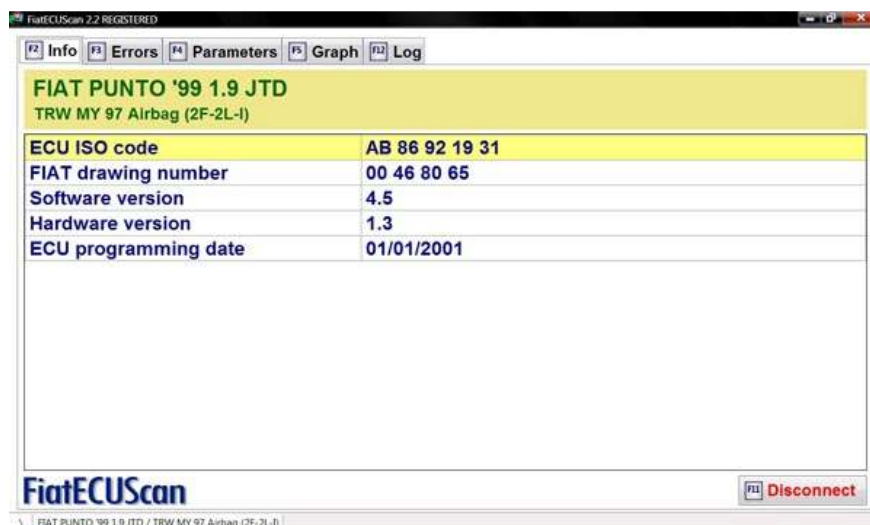 FiatECUScan 2.2 REGISTERED
F2 Info F3 Errors F4 Parameters F5 Graph F12 Log
FIAT PUNTO '99 1.9 JTD
TRW MY 97 Airbag (2F-2L-I)
ECU ISO code AB 86 92 19 31
FIAT drawing number 00 46 80 65
Software version 4.5
Hardware version 1.3
ECU programming date 01/01/2001
FiatECUScan F11 Disconnect
FIAT PUNTO '99 1.9 JTD / TRW MY 97 Airbag (2F-2L-I)